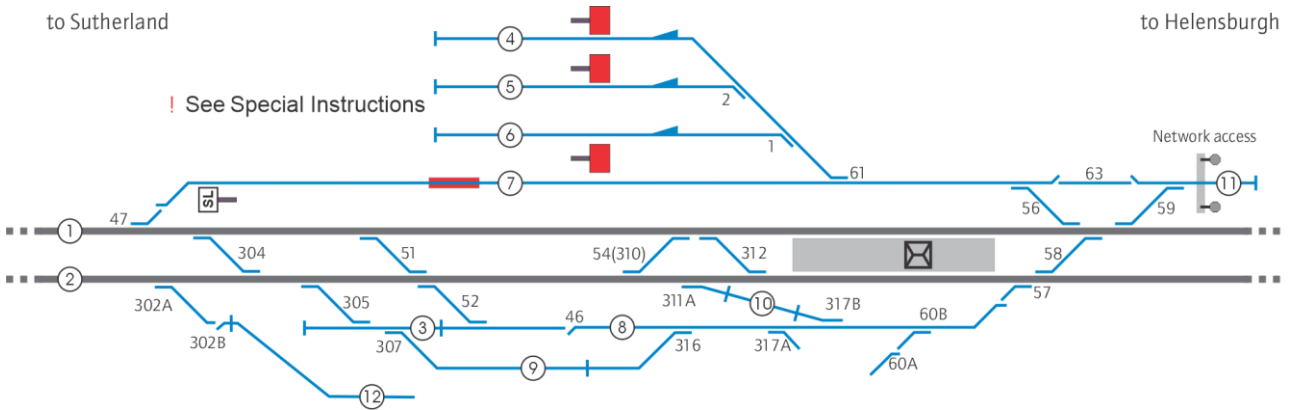 to Sutherland
to Helensburgh
4
5
2
! See Special Instructions
6
1
Network access
7
61
63
11
SL
47
56
59
1
304
51
54(310)
312
58
2
302A
305
52
311A
10
317B
57
302B
3
46
8
60B
307
316
317A
60A
9
12